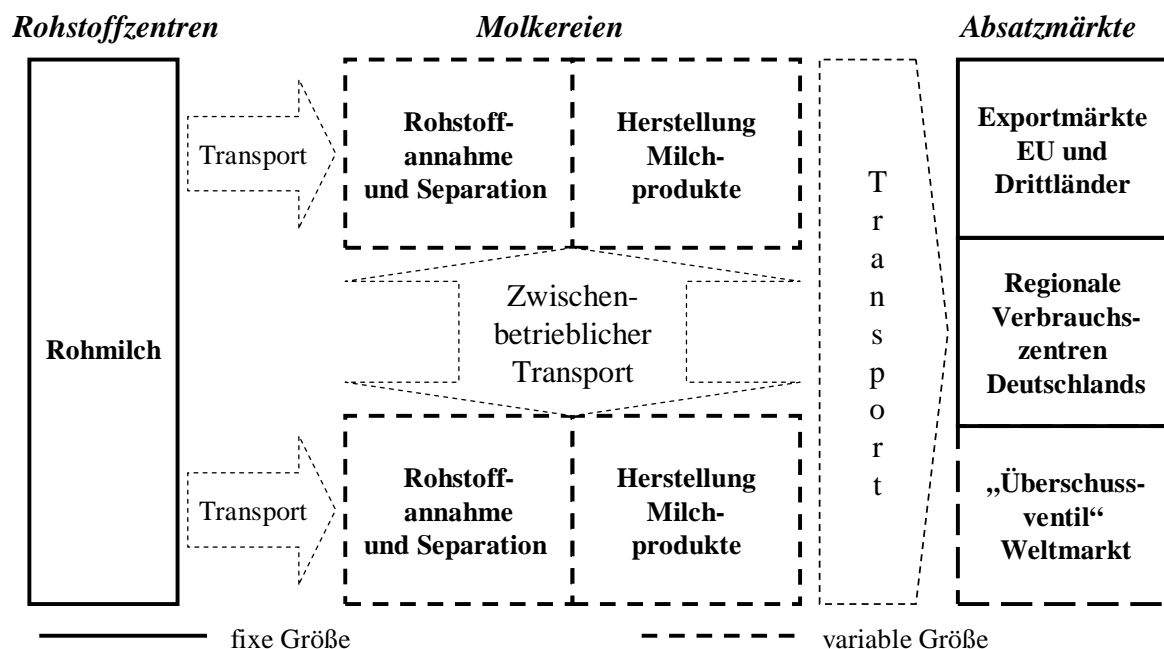 Rohstoffzentren
Molkereien
Absatzmärkte
Rohmilch
Transport
Rohstoff-
annahme
und Separation
Herstellung
Milch-
produkte
Zwischen-
betrieblicher
Transport
Transport
Rohstoff-
annahme
und Separation
Herstellung
Milch-
produkte
T
r
a
n
s
p
o
r
t
Exportmärkte
EU und
Drittländer
Regionale
Verbrauchs-
zentren
Deutschlands
„Überschuss-
ventil“
Weltmarkt
fixe Größe
variable Größe